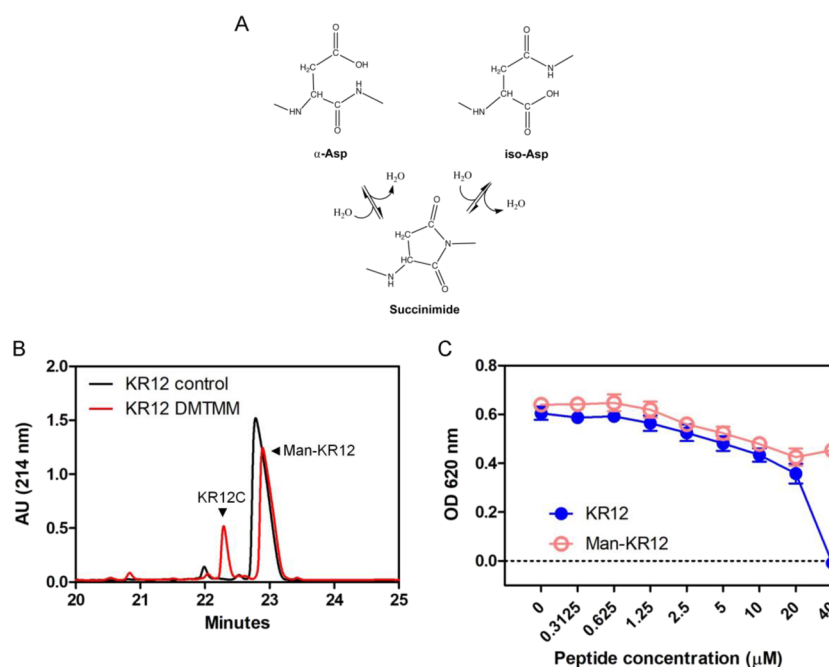 A
O
C
H₂C
OH
H
N
CH
C
HN
O
α-Asp
O
C
H₂C
N
H
OH
CH
C
HN
O
iso-Asp
H₂O
H₂O
H₂O
H₂O
O
C
H₂C
N
HC
C
N
H
O
Succinimide
B
2.0
1.5
1.0
0.5
0.0
AU (214 nm)
KR12 control
KR12 DMTMM
Man-KR12
KR12C
20 21 22 23 24 25
Minutes
C
0.8
0.6
0.4
0.2
0.0
OD 620 nm
KR12
Man-KR12
0 0.3125 0.625 1.25 2.5 5 10 20
Peptide concentration (μM)